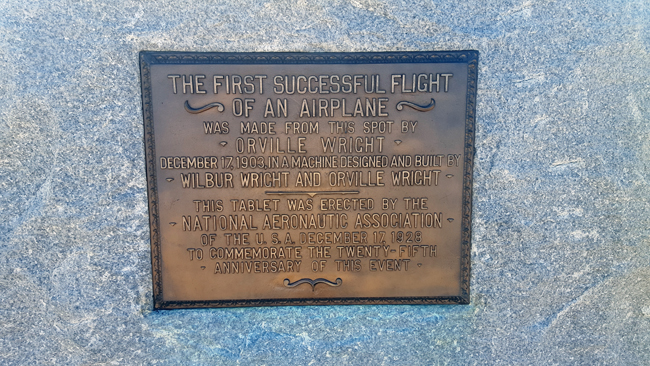 THE FIRST SUCCESSFUL FLIGHT
OF AN AIRPLANE
WAS MADE FROM THIS SPOT BY
- ORVILLE WRIGHT -
DECEMBER 17, 1903, IN A MACHINE DESIGNED AND BUILT BY
- WILBUR WRIGHT AND ORVILLE WRIGHT -
THIS TABLET WAS ERECTED BY THE
- NATIONAL AERONAUTIC ASSOCIATION -
OF THE U.S.A. DECEMBER 17, 1928
TO COMMEMORATE THE TWENTY-FIFTH
- ANNIVERSARY OF THIS EVENT -